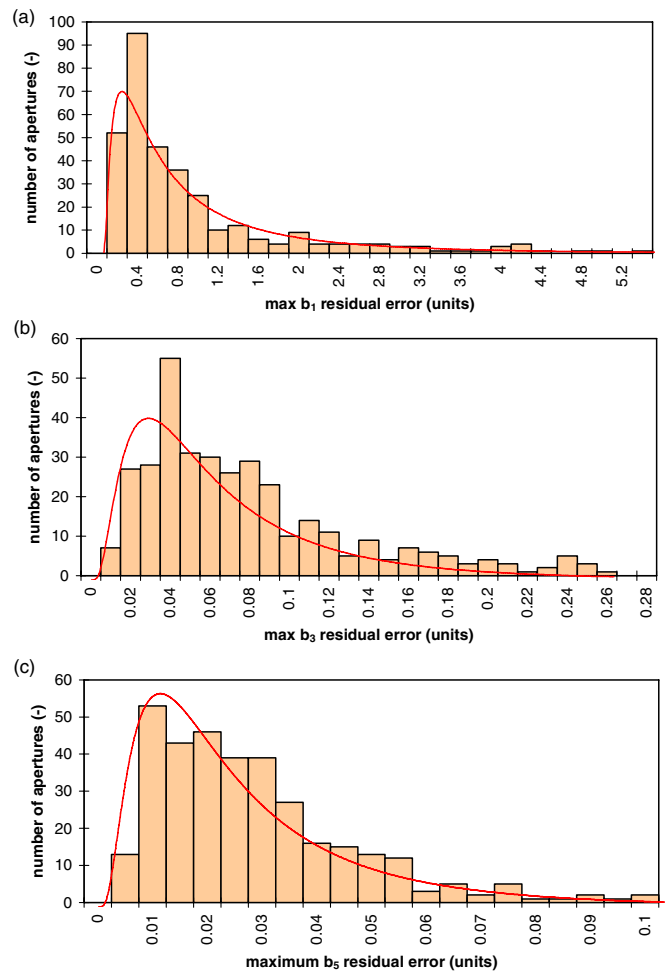 (a)
100
90
80
70
60
50
40
30
20
10
0
number of apertures (-)
0 0.4 0.8 1.2 1.6 2 2.4 2.8 3.2 3.6 4 4.4 4.8 5.2
max b1 residual error (units)
(b)
60
50
40
30
20
10
0
number of apertures (-)
0 0.02 0.04 0.06 0.08 0.1 0.12 0.14 0.16 0.18 0.2 0.22 0.24 0.26 0.28
max b3 residual error (units)
(c)
60
50
40
30
20
10
0
number of apertures (-)
0 0.01 0.02 0.03 0.04 0.05 0.06 0.07 0.08 0.09 0.1
maximum b5 residual error (units)